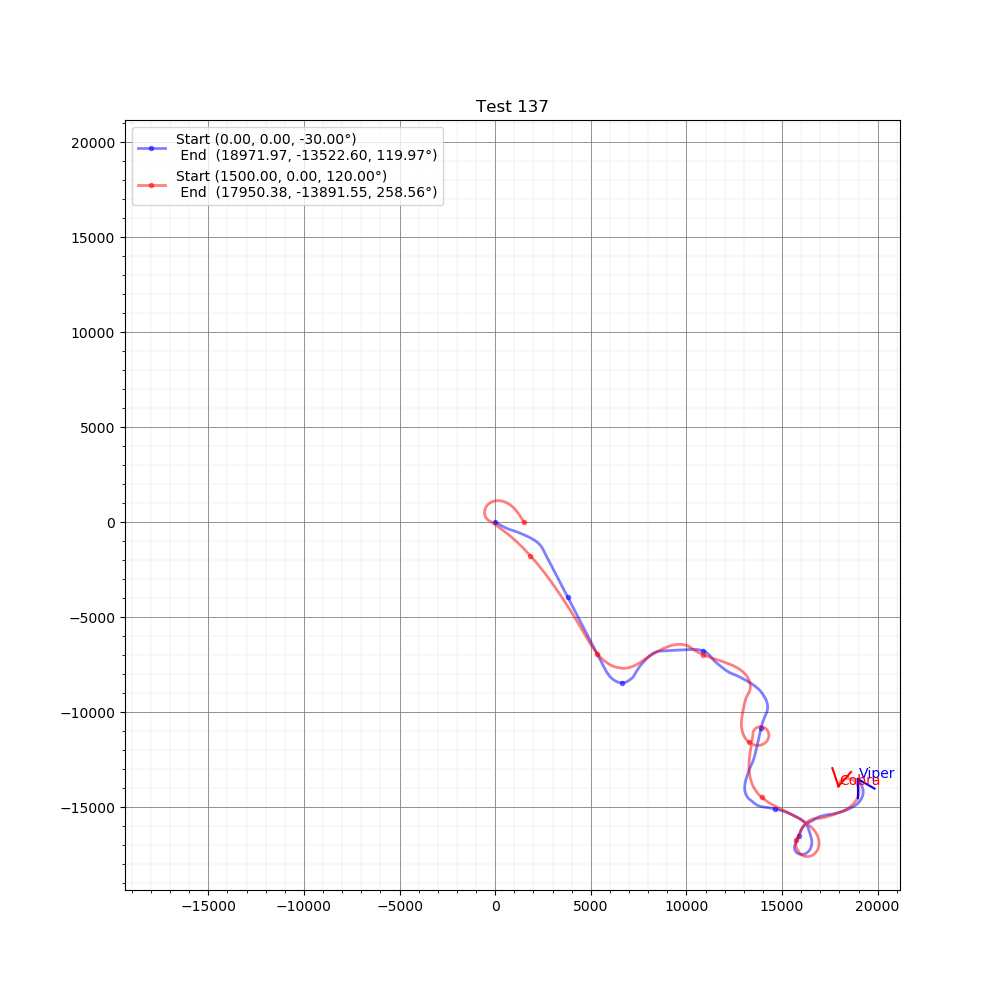 Test 137
Start (0.00, 0.00, -30.00°)
End  (18971.97, -13522.60, 119.97°)
Start (1500.00, 0.00, 120.00°)
End  (17950.38, -13891.55, 258.56°)
20000
15000
10000
5000
0
−5000
−10000
−15000
Viper
Cobra
−15000 −10000 −5000 0 5000 10000 15000 20000